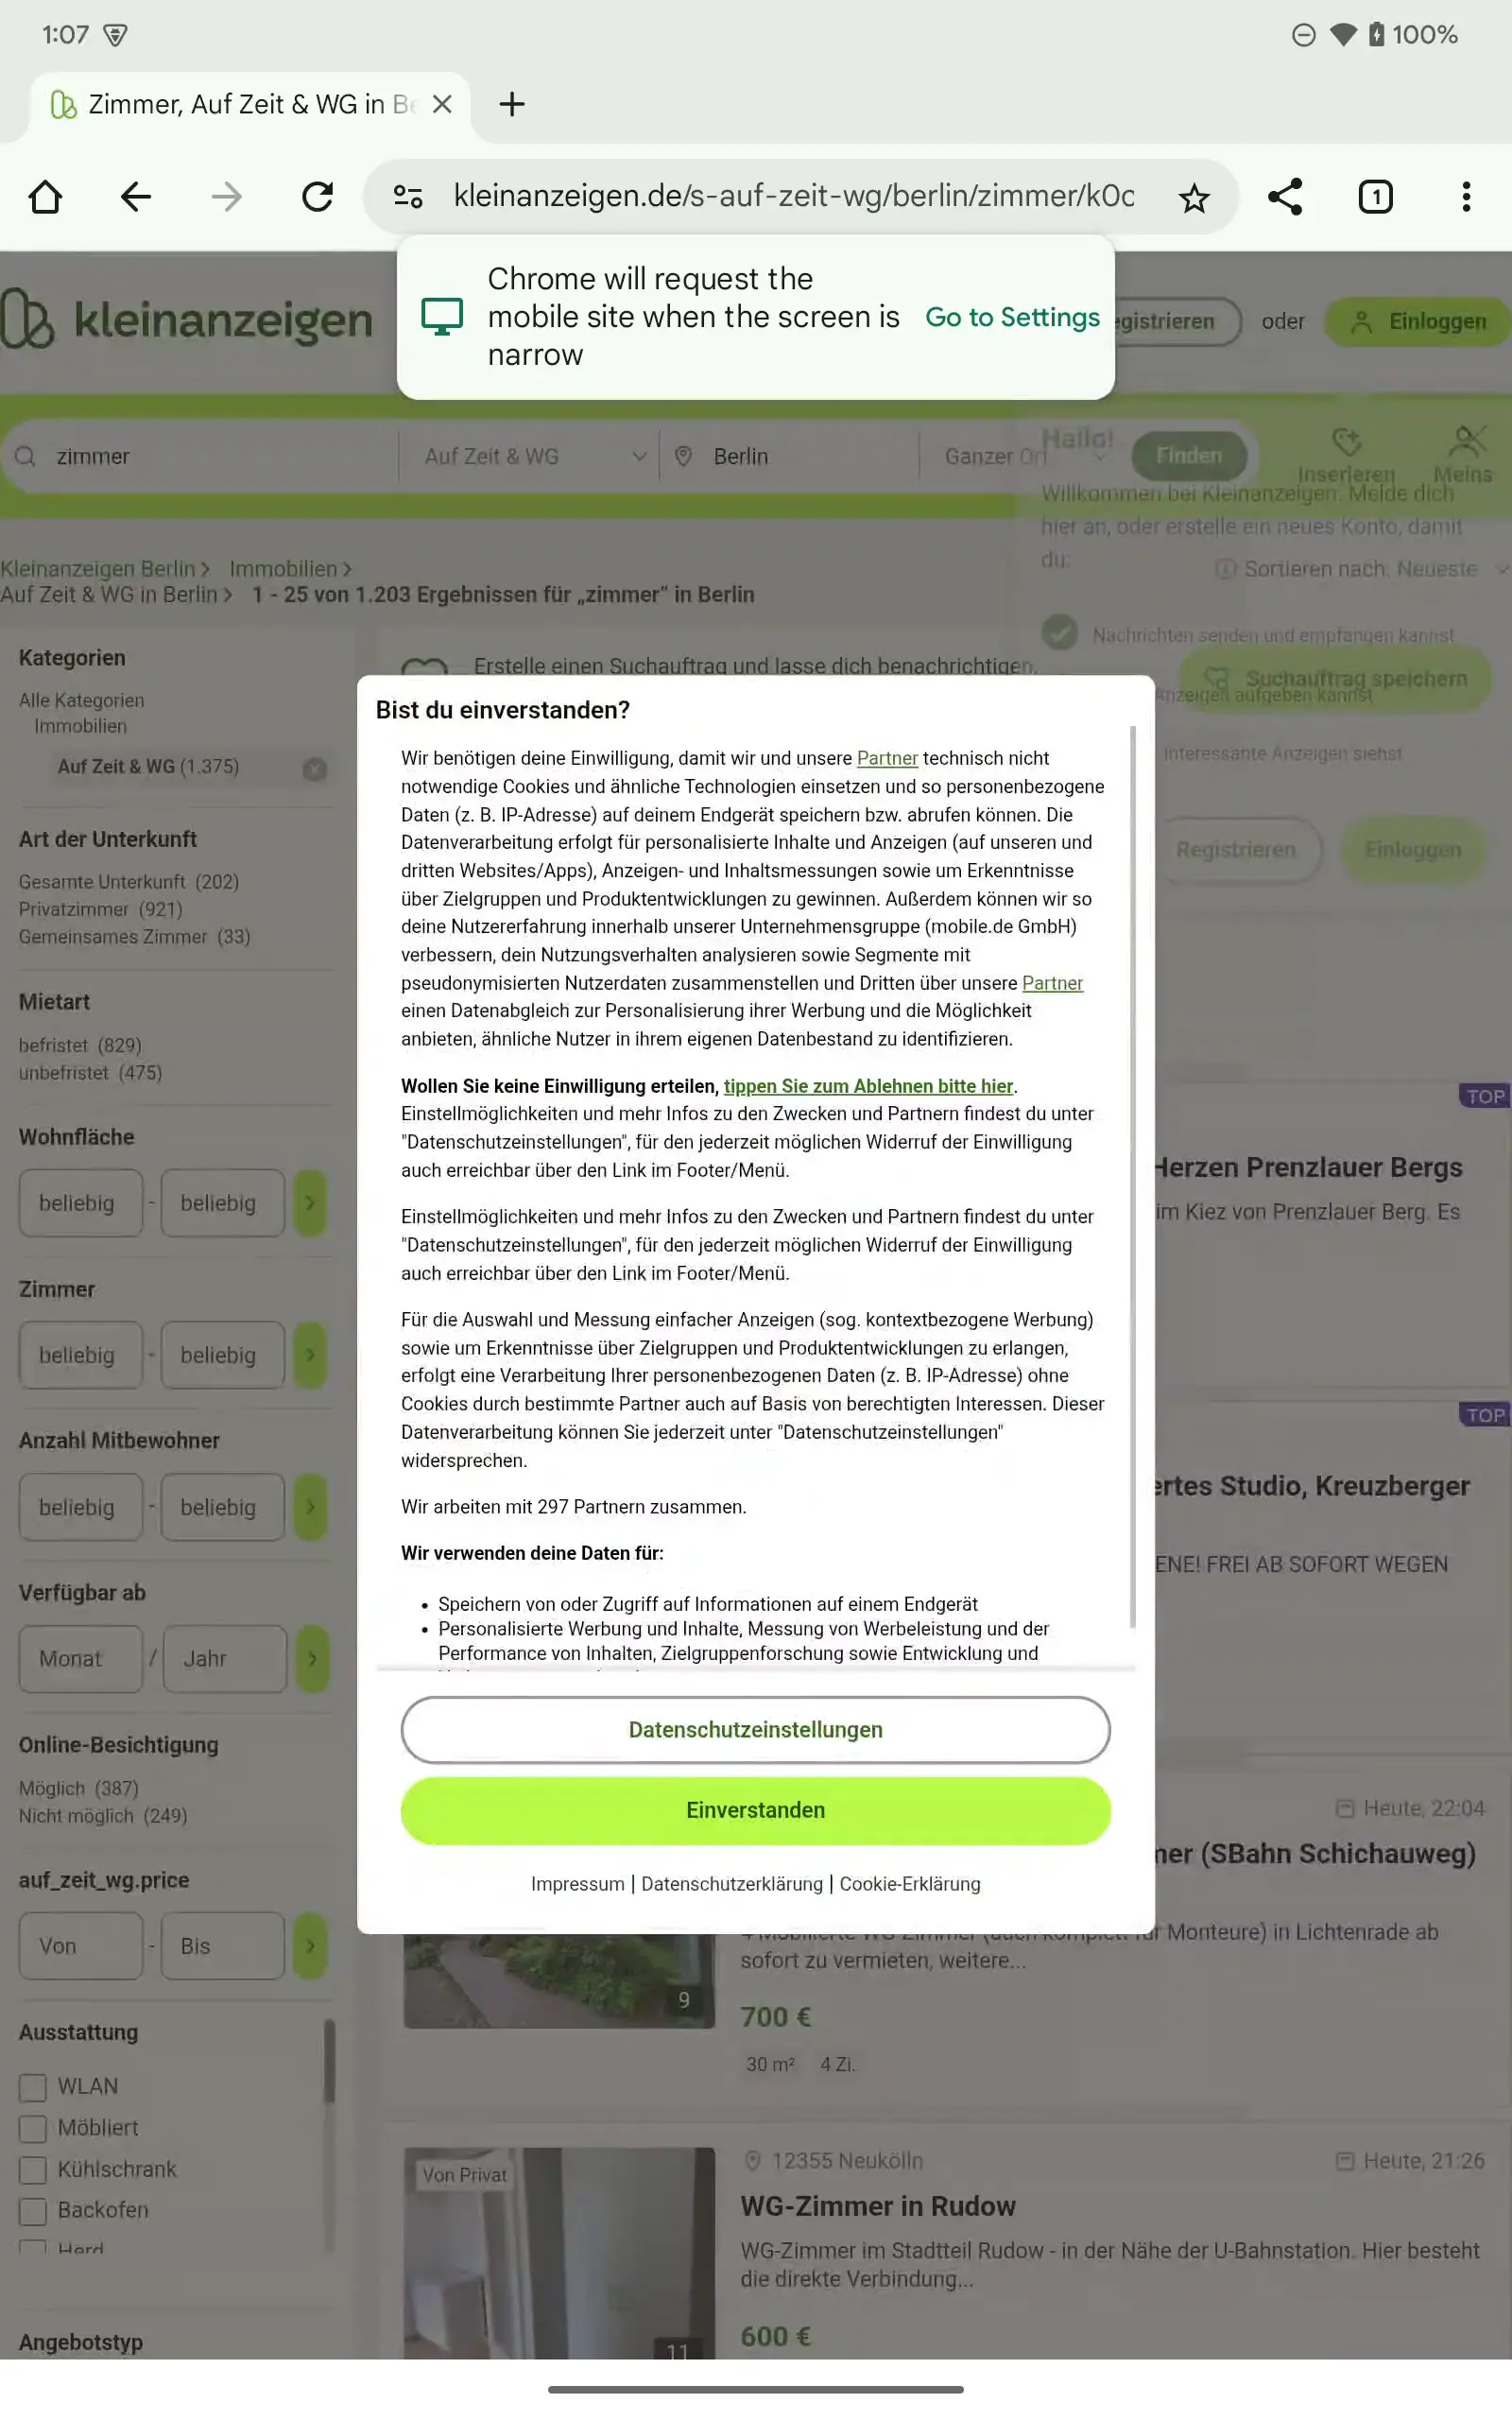 1:07
100%
Zimmer, Auf Zeit & WG in Be
kleinanzeigen.de/s-auf-zeit-wg/berlin/zimmer/k0c
1
Chrome will request the
mobile site when the screen is
narrow
Go to Settings
kleinanzeigen
egistrieren
oder
Einloggen
zimmer
Auf Zeit & WG
Berlin
Ganzer Ort
Finden
Inserieren
Meins
Hallo!
Willkommen bei Kleinanzeigen. Melde dich
hier an, oder erstelle ein neues Konto, damit
du:
Kleinanzeigen Berlin
Immobilien
Sortieren nach: Neueste
Auf Zeit & WG in Berlin
1 - 25 von 1.203 Ergebnissen für „zimmer“ in Berlin
Nachrichten senden und empfangen kannst
Erstelle einen Suchauftrag und lasse dich benachrichtigen,
Suchauftrag speichern
Anzeigen aufgeben kannst
interessante Anzeigen siehst
Registrieren
Einloggen
Kategorien
Alle Kategorien
Immobilien
Auf Zeit & WG (1.375)
Art der Unterkunft
Gesamte Unterkunft (202)
Privatzimmer (921)
Gemeinsames Zimmer (33)
Mietart
befristet (829)
unbefristet (475)
Wohnfläche
beliebig - beliebig
Zimmer
beliebig - beliebig
Anzahl Mitbewohner
beliebig - beliebig
Verfügbar ab
Monat / Jahr
Online-Besichtigung
Möglich (387)
Nicht möglich (249)
auf_zeit_wg.price
Von - Bis
Ausstattung
WLAN
Möbliert
Kühlschrank
Backofen
Herd
Angebotstyp
Bist du einverstanden?
Wir benötigen deine Einwilligung, damit wir und unsere Partner technisch nicht
notwendige Cookies und ähnliche Technologien einsetzen und so personenbezogene
Daten (z. B. IP-Adresse) auf deinem Endgerät speichern bzw. abrufen können. Die
Datenverarbeitung erfolgt für personalisierte Inhalte und Anzeigen (auf unseren und
dritten Websites/Apps), Anzeigen- und Inhaltsmessungen sowie um Erkenntnisse
über Zielgruppen und Produktentwicklungen zu gewinnen. Außerdem können wir so
deine Nutzererfahrung innerhalb unserer Unternehmensgruppe (mobile.de GmbH)
verbessern, dein Nutzungsverhalten analysieren sowie Segmente mit
pseudonymisierten Nutzerdaten zusammenstellen und Dritten über unsere Partner
einen Datenabgleich zur Personalisierung ihrer Werbung und die Möglichkeit
anbieten, ähnliche Nutzer in ihrem eigenen Datenbestand zu identifizieren.
Wollen Sie keine Einwilligung erteilen, tippen Sie zum Ablehnen bitte hier.
Einstellmöglichkeiten und mehr Infos zu den Zwecken und Partnern findest du unter
"Datenschutzeinstellungen", für den jederzeit möglichen Widerruf der Einwilligung
auch erreichbar über den Link im Footer/Menü.
Einstellmöglichkeiten und mehr Infos zu den Zwecken und Partnern findest du unter
"Datenschutzeinstellungen", für den jederzeit möglichen Widerruf der Einwilligung
auch erreichbar über den Link im Footer/Menü.
Für die Auswahl und Messung einfacher Anzeigen (sog. kontextbezogene Werbung)
sowie um Erkenntnisse über Zielgruppen und Produktentwicklungen zu erlangen,
erfolgt eine Verarbeitung Ihrer personenbezogenen Daten (z. B. IP-Adresse) ohne
Cookies durch bestimmte Partner auch auf Basis von berechtigten Interessen. Dieser
Datenverarbeitung können Sie jederzeit unter "Datenschutzeinstellungen"
widersprechen.
Wir arbeiten mit 297 Partnern zusammen.
Wir verwenden deine Daten für:
• Speichern von oder Zugriff auf Informationen auf einem Endgerät
• Personalisierte Werbung und Inhalte, Messung von Werbeleistung und der
Performance von Inhalten, Zielgruppenforschung sowie Entwicklung und
Datenschutzeinstellungen
Einverstanden
Impressum | Datenschutzerklärung | Cookie-Erklärung
TOP
Herzen Prenzlauer Bergs
im Kiez von Prenzlauer Berg. Es
TOP
ertes Studio, Kreuzberger
ENE! FREI AB SOFORT WEGEN
Heute, 22:04
mer (SBahn Schichauweg)
4 Möblierte WG Zimmer (auch komplett für Monteure) in Lichtenrade ab
sofort zu vermieten, weitere...
9
700 €
30 m² 4 Zi.
Von Privat
12355 Neukölln
Heute, 21:26
WG-Zimmer in Rudow
WG-Zimmer im Stadtteil Rudow - in der Nähe der U-Bahnstation. Hier besteht
die direkte Verbindung...
600 €
11